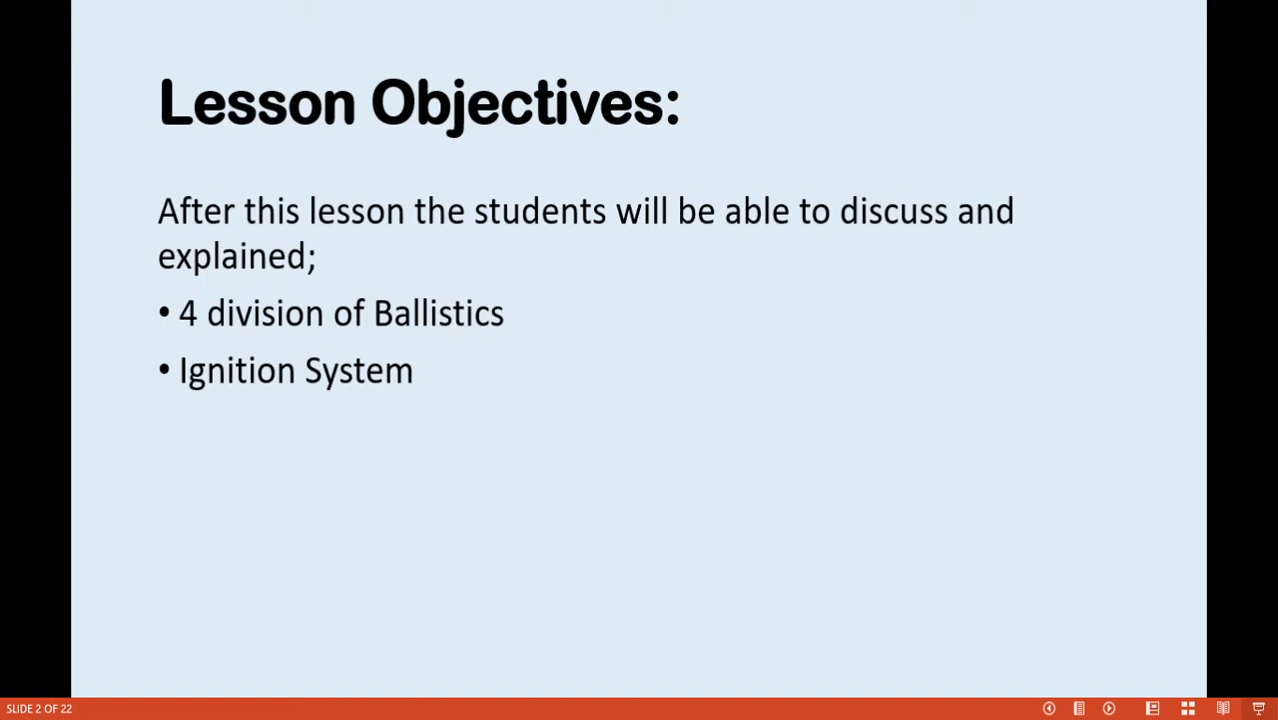 Lesson Objectives:
After this lesson the students will be able to discuss and
explained;
• 4 division of Ballistics
• Ignition System
SLIDE 2 OF 22